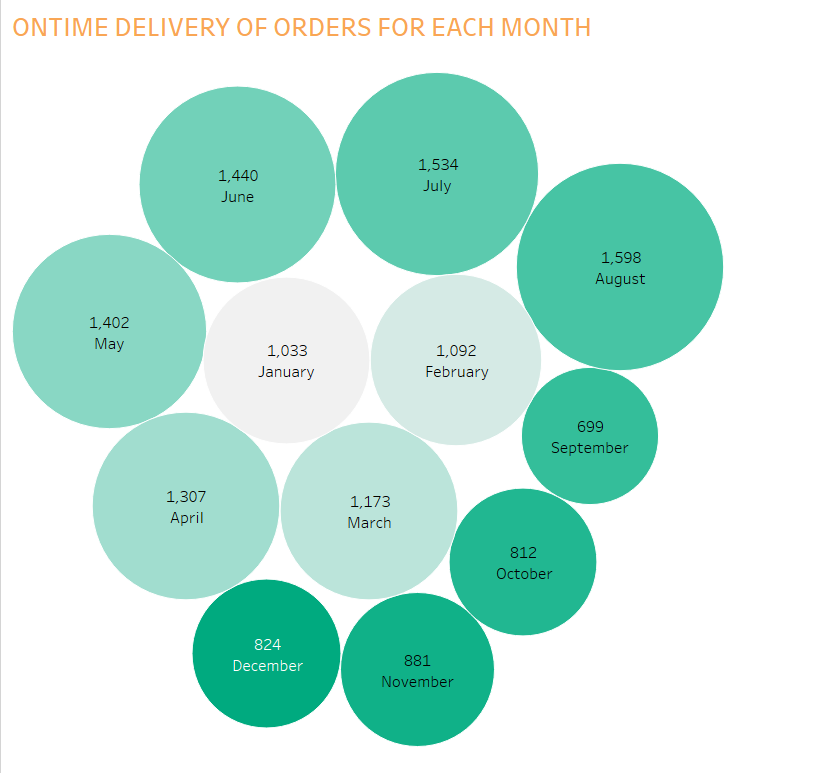 ONTIME DELIVERY OF ORDERS FOR EACH MONTH
1,440
June
1,534
July
1,598
August
1,402
May
1,033
January
1,092
February
699
September
1,307
April
1,173
March
812
October
824
December
881
November